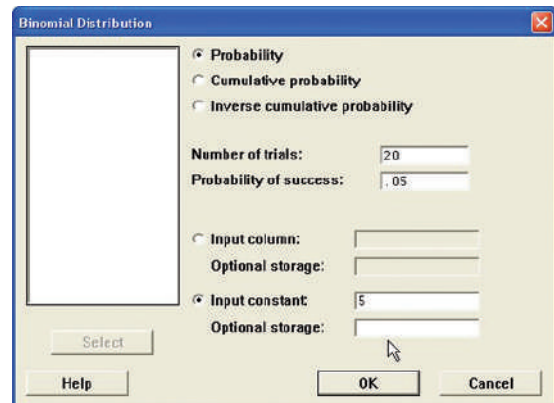 Binomial Distribution
Probability
Cumulative probability
Inverse cumulative probability
Number of trials: 20
Probability of success: .05
Input column:
Optional storage:
Input constant: 5
Optional storage:
Select
Help OK Cancel